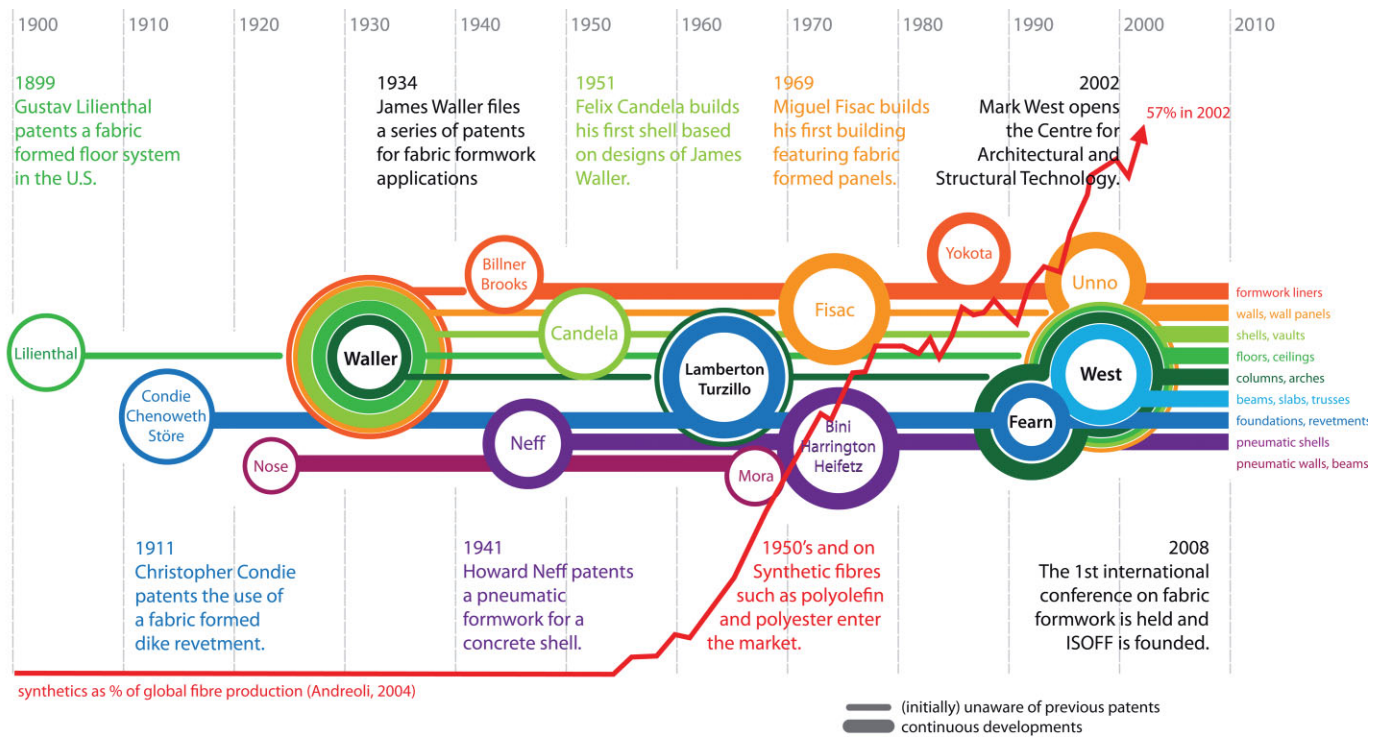 1900 1910 1920 1930 1940 1950 1960 1970 1980 1990 2000 2010
1899
Gustav Lilienthal
patents a fabric
formed floor system
in the U.S.
1934
James Waller files
a series of patents
for fabric formwork
applications
1951
Felix Candela builds
his first shell based
on designs of James
Waller.
1969
Miguel Fisac builds
his first building
featuring fabric
formed panels.
2002
Mark West opens
the Centre for
Architectural and
Structural Technology.
57% in 2002
Lilienthal
Condie
Chenoweth
Störe
Nose
Waller
Billner
Brooks
Neff
Candela
Lamberton
Turzillo
Mora
Fisac
Bini
Harrington
Heifetz
Yokota
Fearn
Unno
West
formwork liners
walls, wall panels
shells, vaults
floors, ceilings
columns, arches
beams, slabs, trusses
foundations, revetments
pneumatic shells
pneumatic walls, beams
1911
Christopher Condie
patents the use of
a fabric formed
dike revetment.
1941
Howard Neff patents
a pneumatic
formwork for a
concrete shell.
1950's and on
Synthetic fibres
such as polyolefin
and polyester enter
the market.
2008
The 1st international
conference on fabric
formwork is held and
ISOFF is founded.
synthetics as % of global fibre production (Andreoli, 2004)
(initially) unaware of previous patents
continuous developments